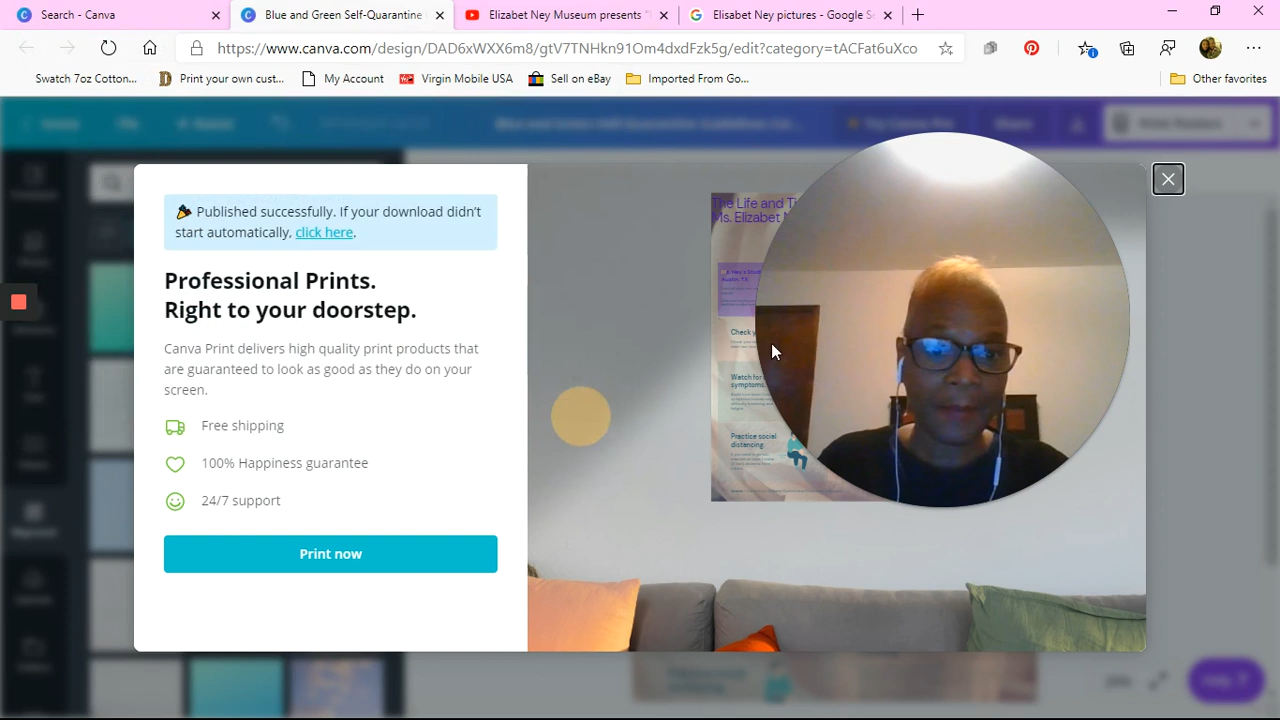 Search - Canva
Blue and Green Self-Quarantine
Elizabet Ney Museum presents "
Elisabet Ney pictures - Google Se
https://www.canva.com/design/DAD6xWXX6m8/gtV7TNHkn91Om4dxdFzk5g/edit?category=tACFat6uXco
Swatch 7oz Cotton...
Print your own cust...
My Account
Virgin Mobile USA
Sell on eBay
Imported From Go...
Other favorites
Published successfully. If your download didn't
start automatically, click here.
Professional Prints.
Right to your doorstep.
Canva Print delivers high quality print products that
are guaranteed to look as good as they do on your
screen.
Free shipping
100% Happiness guarantee
24/7 support
Print now
The Life and Ti
Ms. Elizabet N
Austin, TX
Check y
Watch for
symptoms.
Practice social
distancing.